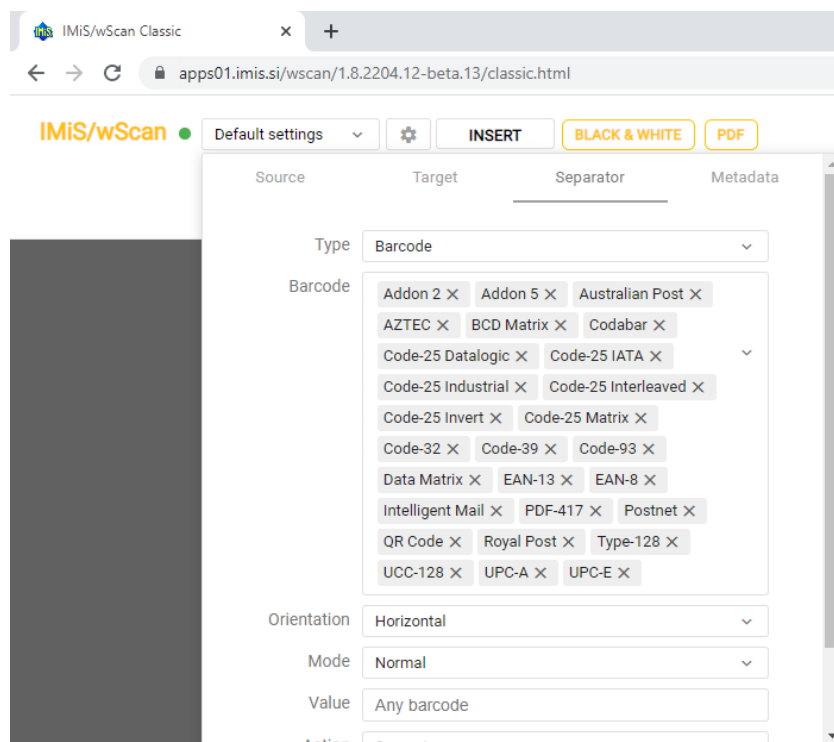 IMiS/wScan Classic
apps01.imis.si/wscan/1.8.2204.12-beta.13/classic.html
IMiS/wScan Default settings INSERT BLACK & WHITE PDF
Source Target Separator Metadata
Type Barcode
Barcode
Addon 2 Addon 5 Australian Post
AZTEC BCD Matrix Codabar
Code-25 Datalogic Code-25 IATA
Code-25 Industrial Code-25 Interleaved
Code-25 Invert Code-25 Matrix
Code-32 Code-39 Code-93
Data Matrix EAN-13 EAN-8
Intelligent Mail PDF-417 Postnet
QR Code Royal Post Type-128
UCC-128 UPC-A UPC-E
Orientation Horizontal
Mode Normal
Value Any barcode